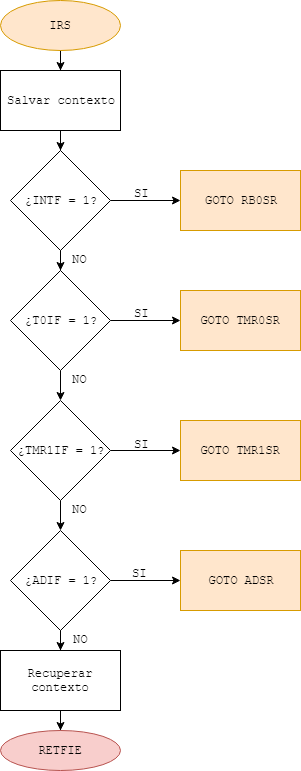 IRS
Salvar contexto
¿INTF = 1?
SI
GOTO RB0SR
NO
¿T0IF = 1?
SI
GOTO TMR0SR
NO
¿TMR1IF = 1?
SI
GOTO TMR1SR
NO
¿ADIF = 1?
SI
GOTO ADSR
NO
Recuperar
contexto
RETFIE